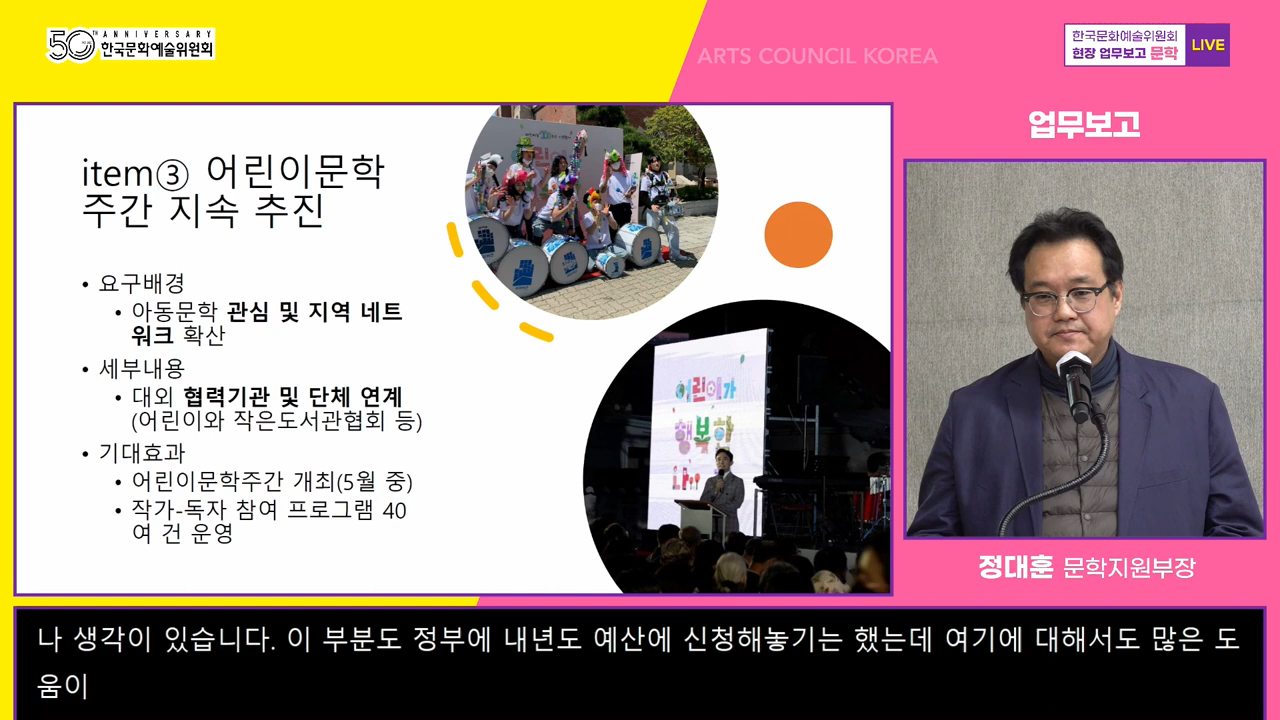 50TH ANNIVERSARY
한국문화예술위원회
ARTS COUNCIL KOREA
한국문화예술위원회
현장 업무보고 문학
LIVE
업무보고
item③ 어린이문학
주간 지속 추진
• 요구배경
• 아동문학 관심 및 지역 네트
워크 확산
• 세부내용
• 대외 협력기관 및 단체 연계
(어린이와 작은도서관협회 등)
• 기대효과
• 어린이문학주간 개최(5월 중)
• 작가-독자 참여 프로그램 40
여 건 운영
어린이가
행복한
정대훈 문학지원부장
나 생각이 있습니다. 이 부분도 정부에 내년도 예산에 신청해놓기는 했는데 여기에 대해서도 많은 도
움이